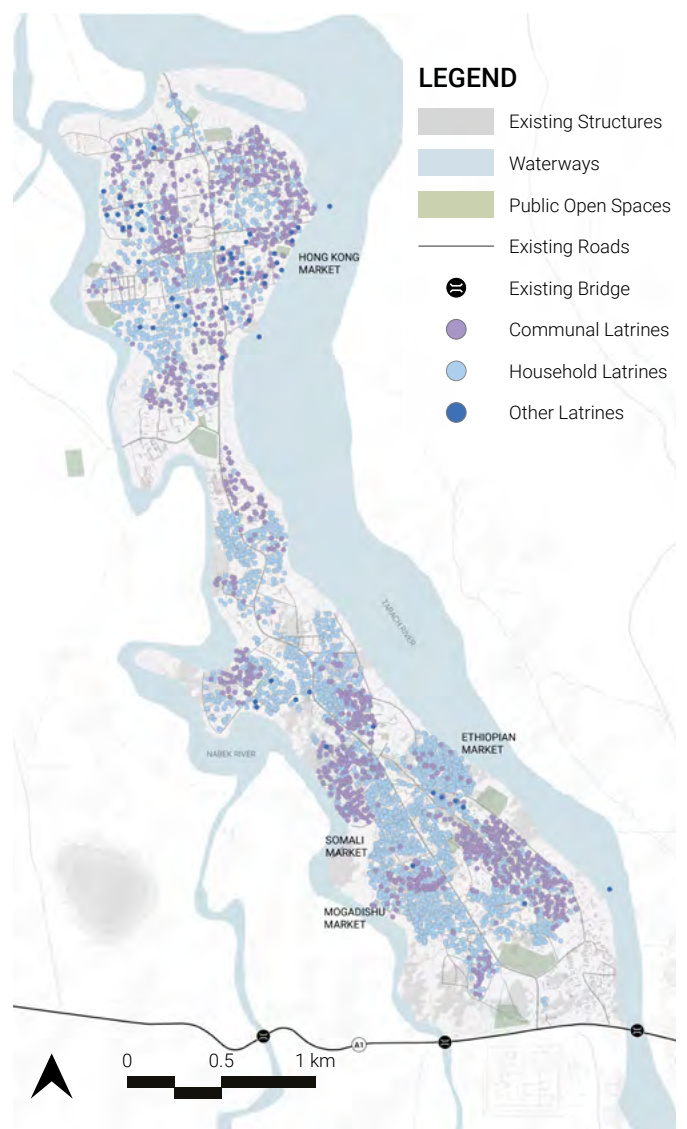 LEGEND
Existing Structures
Waterways
Public Open Spaces
Existing Roads
Existing Bridge
Communal Latrines
Household Latrines
Other Latrines
HONG KONG
MARKET
ZABACH RIVER
NABEK RIVER
ETHIOPIAN
MARKET
SOMALI
MARKET
MOGADISHU
MARKET
A1
0 0.5 1 km